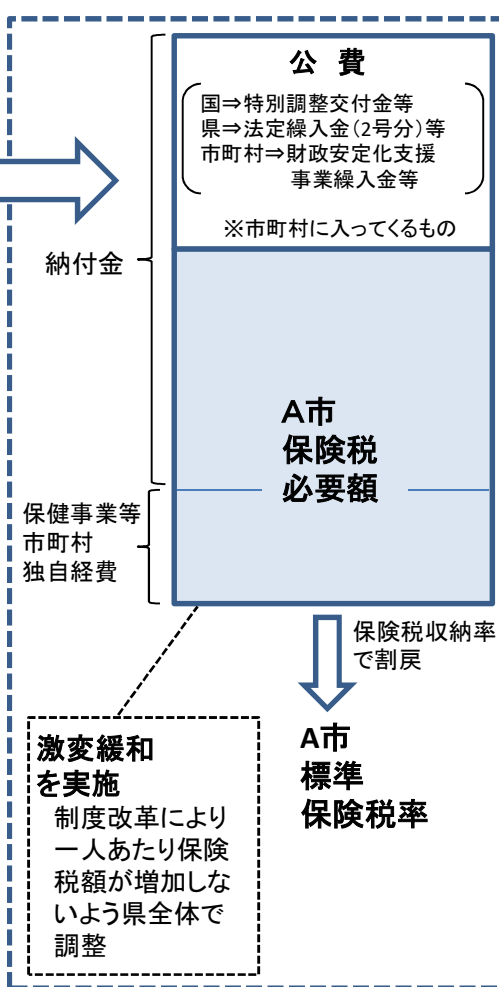 公 費
国⇒特別調整交付金等
県⇒法定繰入金(2号分)等
市町村⇒財政安定化支援
事業繰入金等
※市町村に入ってくるもの
納付金
A市
保険税
必要額
保健事業等
市町村
独自経費
保険税収納率
で割戻
A市
標準
保険税率
激変緩和
を実施
制度改革により
一人あたり保険
税額が増加しな
いよう県全体で
調整